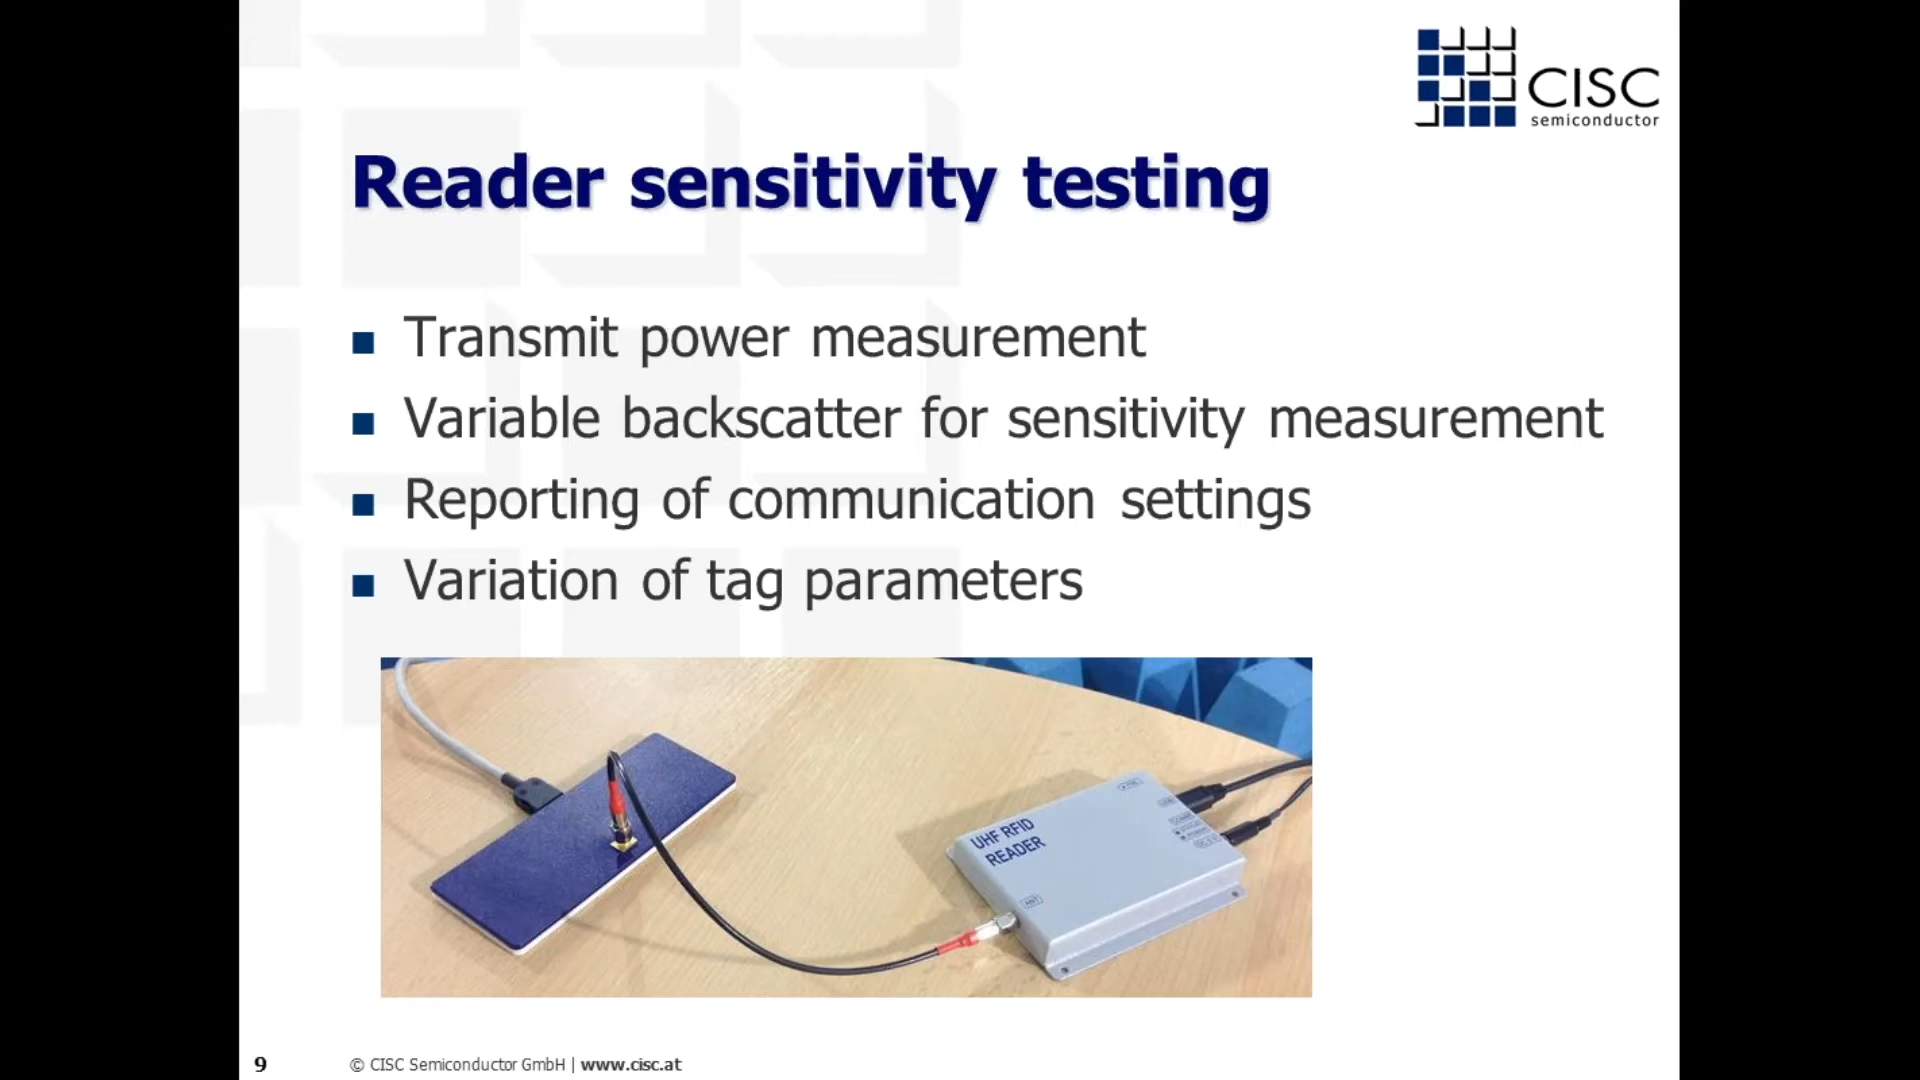 CISC
semiconductor
Reader sensitivity testing
Transmit power measurement
Variable backscatter for sensitivity measurement
Reporting of communication settings
Variation of tag parameters
UHF RFID
READER
ANT
9
© CISC Semiconductor GmbH | www.cisc.at